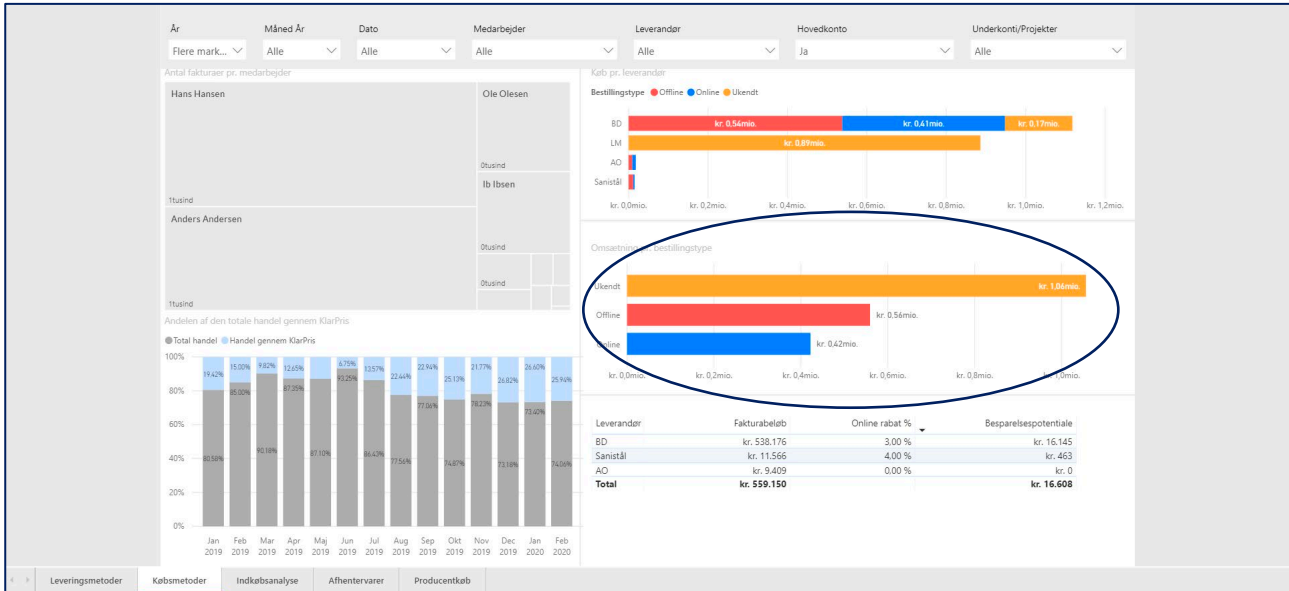 År Måned År Dato Medarbejder Leverandør Hovedkonto Underkonti/Projekter
Flere mark... Alle Alle Alle Alle Ja Alle
Antal fakturaer pr. medarbejder
Hans Hansen
1tusind
Anders Andersen
1tusind
Ole Olesen
0tusind
Ib Ibsen
0tusind
0tusind
Køb pr. leverandør
Bestillingstype Offline Online Ukendt
BD kr. 0,54mio. kr. 0,41mio. kr. 0,17mio.
LM kr. 0,89mio.
AO
Sanistål
kr. 0,0mio. kr. 0,2mio. kr. 0,4mio. kr. 0,6mio. kr. 0,8mio. kr. 1,0mio. kr. 1,2mio.
Omsætning pr. bestillingstype
Ukendt kr. 1,06mio.
Offline kr. 0,56mio.
Online kr. 0,42mio.
kr. 0,0mio. kr. 0,2mio. kr. 0,4mio. kr. 0,6mio. kr. 0,8mio. kr. 1,0mio.
Andelen af den totale handel gennem KlarPris
Total handel Handel gennem KlarPris
100%
80%
60%
40%
20%
0%
19.42% 15.00% 9.82% 12.65% 6.75% 13.57% 22.44% 22.94% 25.13% 21.77% 26.82% 26.60% 25.94%
80.58% 85.00% 90.18% 87.35% 87.10% 93.25% 86.43% 77.56% 77.06% 74.87% 78.23% 73.18% 73.40% 74.06%
Jan Feb Mar Apr Maj Jun Jul Aug Sep Okt Nov Dec Jan Feb
2019 2019 2019 2019 2019 2019 2019 2019 2019 2019 2019 2019 2020 2020
Leverandør Fakturabeløb Online rabat % Besparelsespotentiale
BD kr. 538.176 3,00 % kr. 16.145
Sanistål kr. 11.566 4,00 % kr. 463
AO kr. 9.409 0,00 % kr. 0
Total kr. 559.150 kr. 16.608
Leveringsmetoder Købsmetoder Indkøbsanalyse Afhentervarer Producentkøb